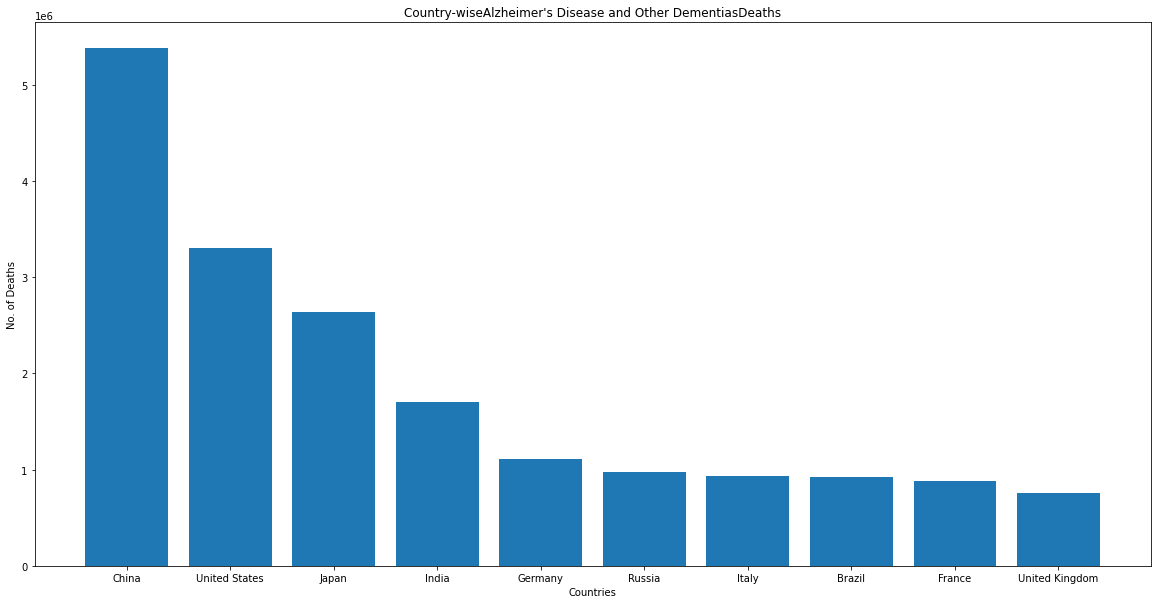 Country-wiseAlzheimer's Disease and Other DementiasDeaths
1e6
5
4
3
2
1
0
No. of Deaths
China United States Japan India Germany Russia Italy Brazil France United Kingdom
Countries